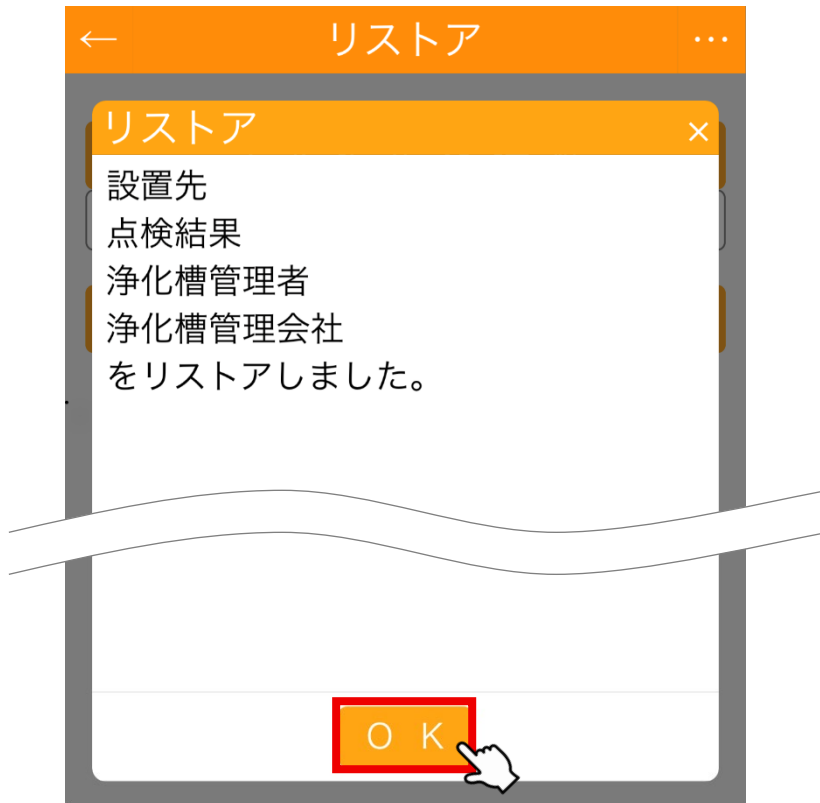 ← リストア …
リストア ×
設置先
点検結果
浄化槽管理者
浄化槽管理会社
をリストアしました。
ＯＫ